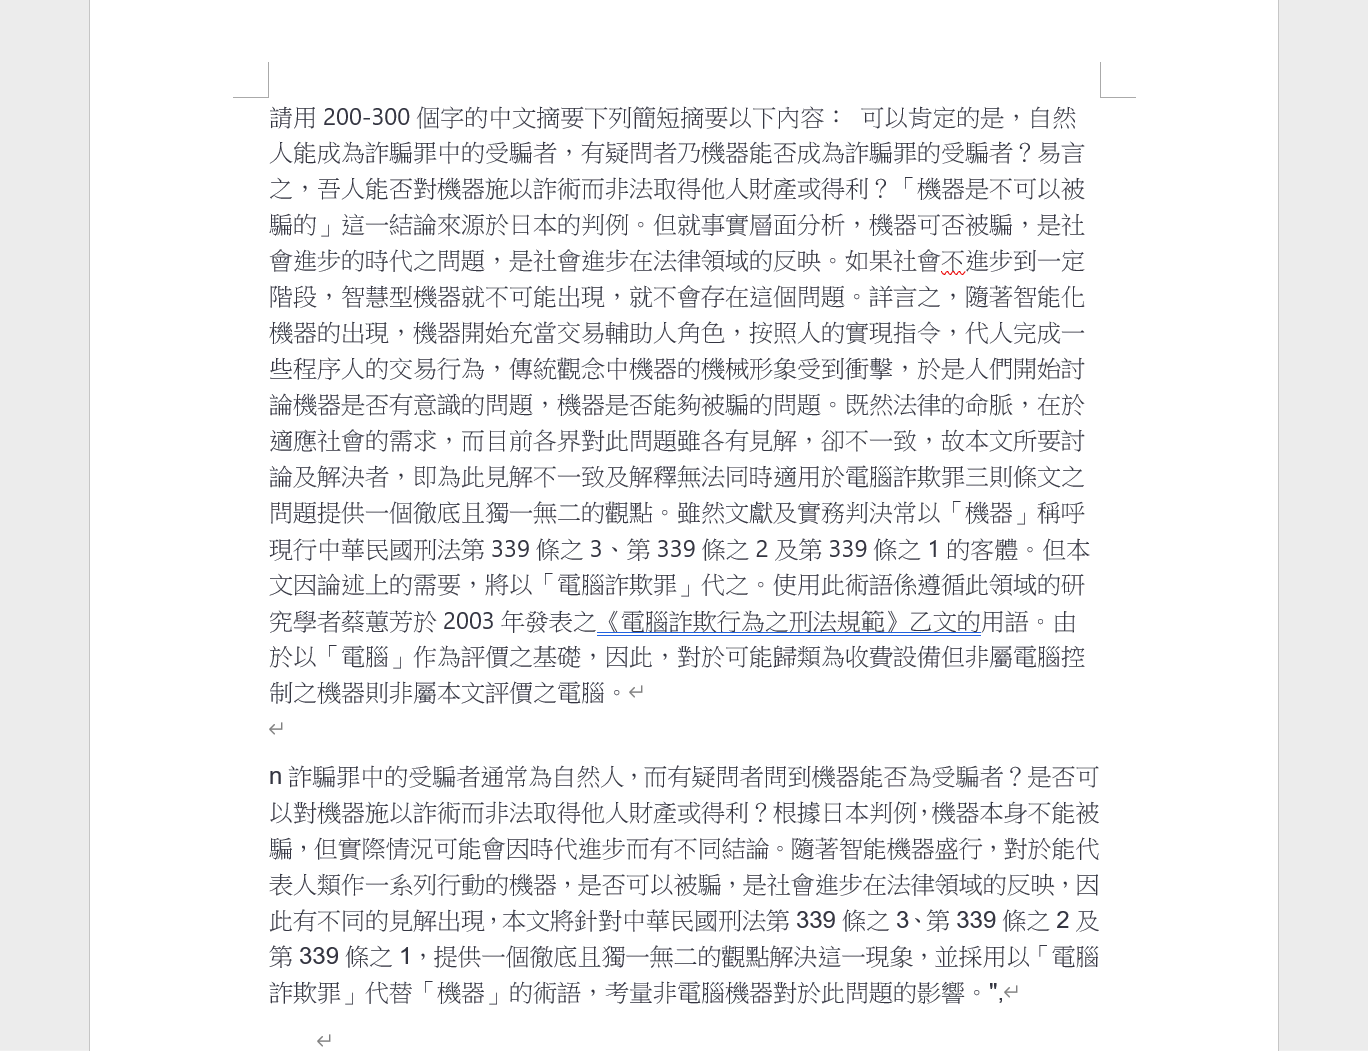 請用 200-300 個字的中文摘要下列簡短摘要以下內容： 可以肯定的是，自然
人能成為詐騙罪中的受騙者，有疑問者乃機器能否成為詐騙罪的受騙者？易言
之，吾人能否對機器施以詐術而非法取得他人財產或得利？「機器是不可以被
騙的」這一結論來源於日本的判例。但就事實層面分析，機器可否被騙，是社
會進步的時代之問題，是社會進步在法律領域的反映。如果社會不進步到一定
階段，智慧型機器就不可能出現，就不會存在這個問題。詳言之，隨著智能化
機器的出現，機器開始充當交易輔助人角色，按照人的實現指令，代人完成一
些程序人的交易行為，傳統觀念中機器的機械形象受到衝擊，於是人們開始討
論機器是否有意識的問題，機器是否能夠被騙的問題。既然法律的命脈，在於
適應社會的需求，而目前各界對此問題雖各有見解，卻不一致，故本文所要討
論及解決者，即為此見解不一致及解釋無法同時適用於電腦詐欺罪三則條文之
問題提供一個徹底且獨一無二的觀點。雖然文獻及實務判決常以「機器」稱呼
現行中華民國刑法第 339 條之 3、第 339 條之 2 及第 339 條之 1 的客體。但本
文因論述上的需要，將以「電腦詐欺罪」代之。使用此術語係遵循此領域的研
究學者蔡蕙芳於 2003 年發表之《電腦詐欺行為之刑法規範》乙文的用語。由
於以「電腦」作為評價之基礎，因此，對於可能歸類為收費設備但非屬電腦控
制之機器則非屬本文評價之電腦。
n 詐騙罪中的受騙者通常為自然人，而有疑問者問到機器能否為受騙者？是否可
以對機器施以詐術而非法取得他人財產或得利？根據日本判例，機器本身不能被
騙，但實際情況可能會因時代進步而有不同結論。隨著智能機器盛行，對於能代
表人類作一系列行動的機器，是否可以被騙，是社會進步在法律領域的反映，因
此有不同的見解出現，本文將針對中華民國刑法第 339 條之 3、第 339 條之 2 及
第 339 條之 1，提供一個徹底且獨一無二的觀點解決這一現象，並採用以「電腦
詐欺罪」代替「機器」的術語，考量非電腦機器對於此問題的影響。",